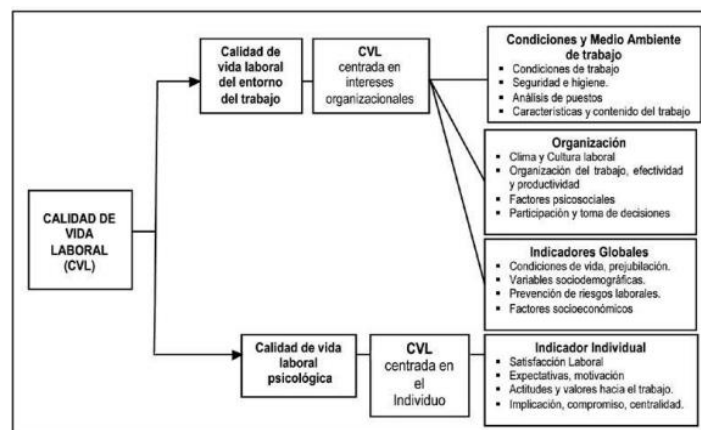 CALIDAD DE
VIDA
LABORAL
(CVL)
Calidad de
vida laboral
del entorno
del trabajo
CVL
centrada en
intereses
organizacionales
Condiciones y Medio Ambiente
de trabajo
▪ Condiciones de trabajo
▪ Seguridad e higiene.
▪ Análisis de puestos
▪ Características y contenido del trabajo
Organización
▪ Clima y Cultura laboral
▪ Organización del trabajo, efectividad
y productividad
▪ Factores psicosociales
▪ Participación y toma de decisiones
Indicadores Globales
▪ Condiciones de vida, prejubilación.
▪ Variables sociodemográficas.
▪ Prevención de riesgos laborales.
▪ Factores socioeconómicos
Calidad de vida
laboral
psicológica
CVL
centrada en
el
Individuo
Indicador Individual
▪ Satisfacción Laboral
▪ Expectativas, motivación
▪ Actitudes y valores hacia el trabajo.
▪ Implicación, compromiso, centralidad.